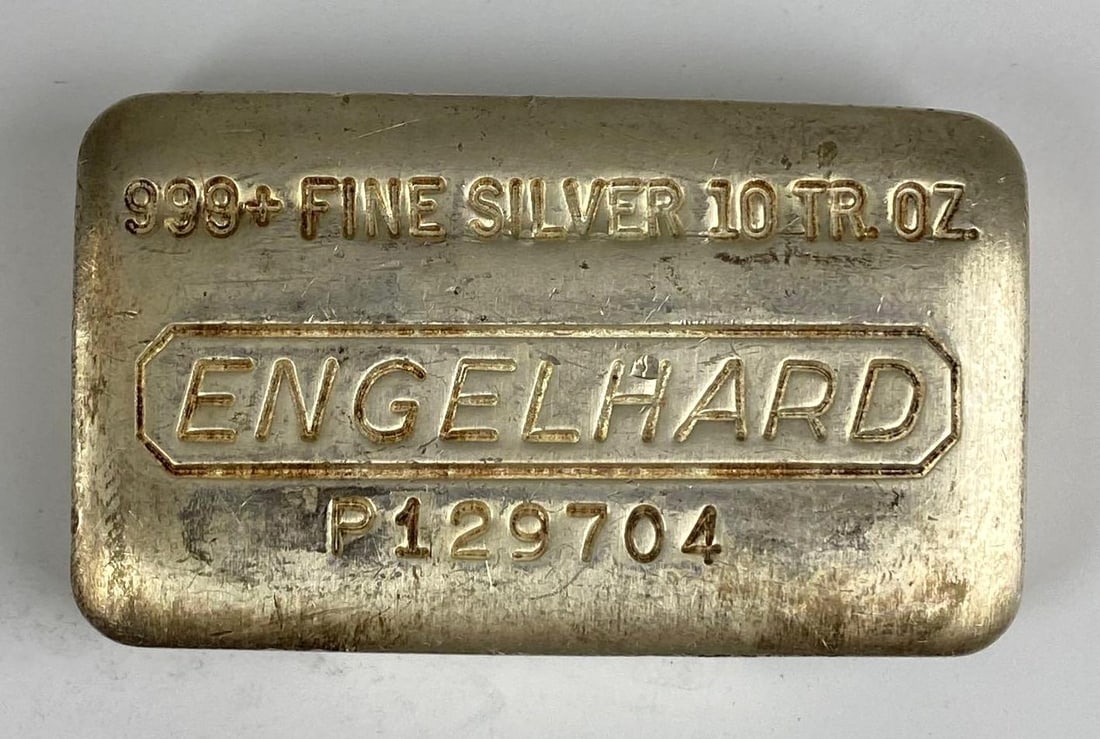 999+ FINE SILVER 10 TR. OZ.
ENGELHARD
P129704